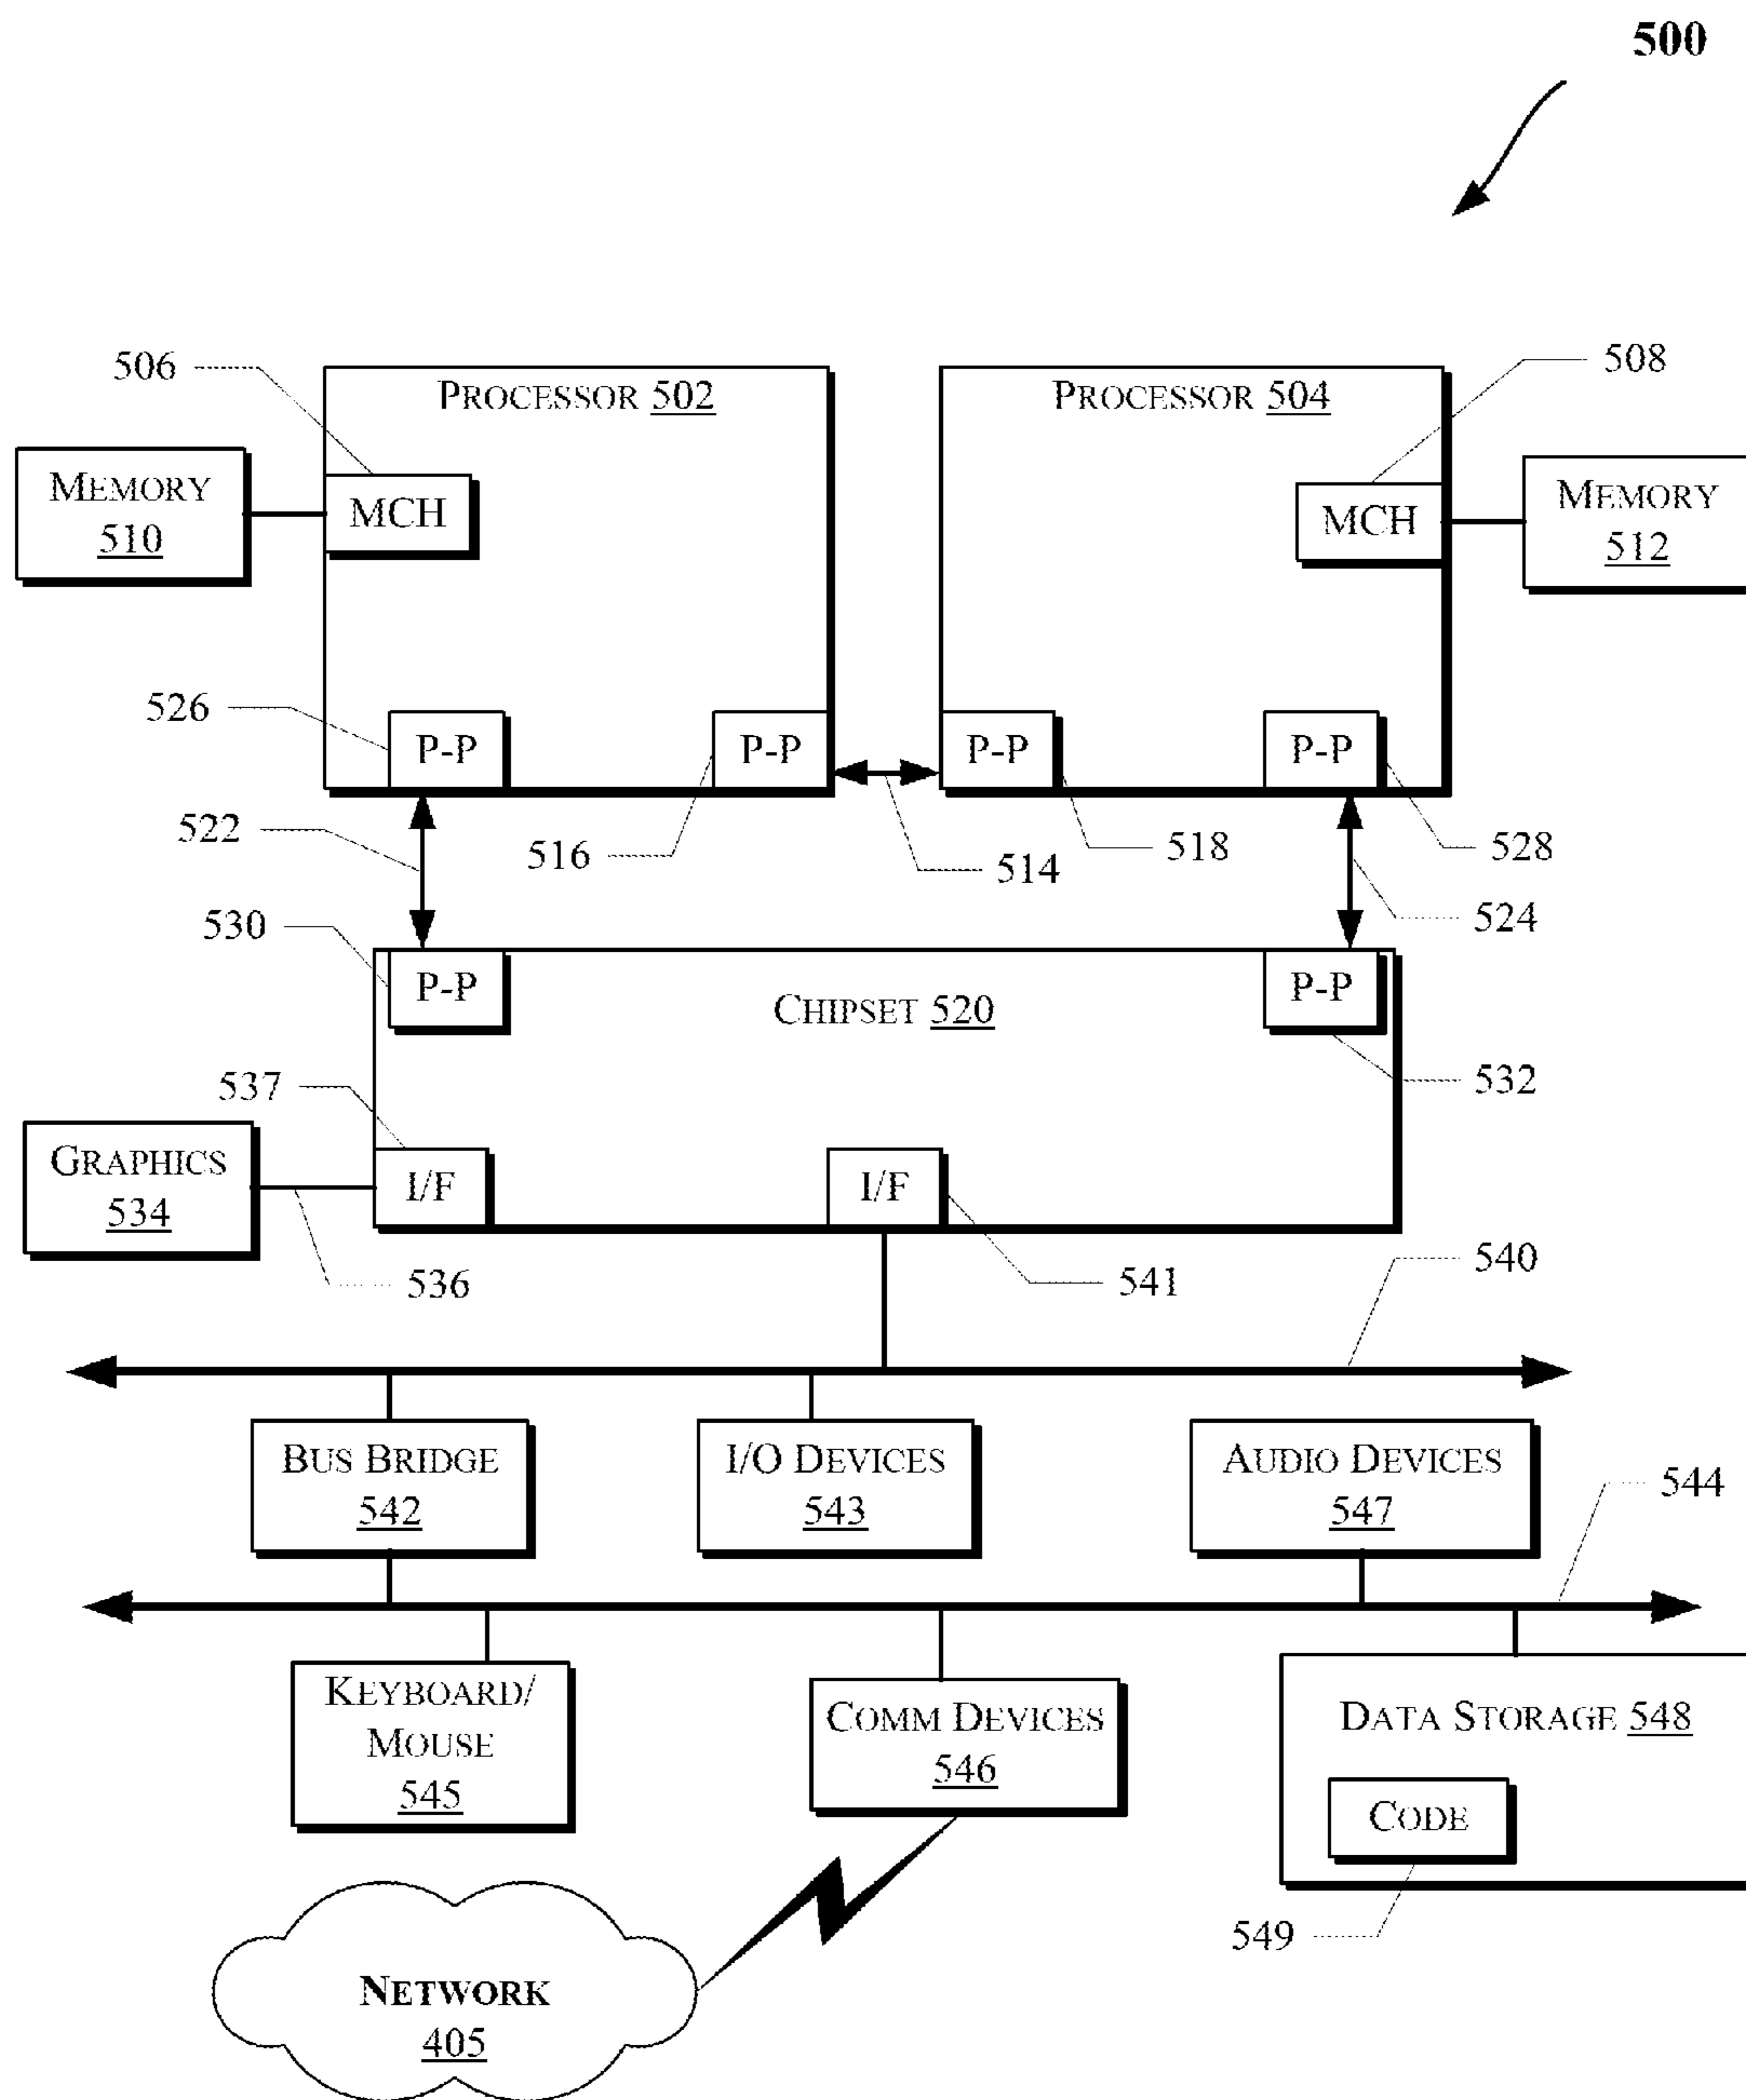 500
506
PROCESSOR 502
PROCESSOR 504
508
MEMORY
510
MCH
MCH
MEMORY
512
526
P-P
P-P
P-P
P-P
522
516
514
518
528
524
530
P-P
CHIPSET 520
P-P
532
537
GRAPHICS
534
I/F
I/F
536
541
540
BUS BRIDGE
542
I/O DEVICES
543
AUDIO DEVICES
547
544
KEYBOARD/
MOUSE
545
COMM DEVICES
546
DATA STORAGE 548
CODE
549
NETWORK
405